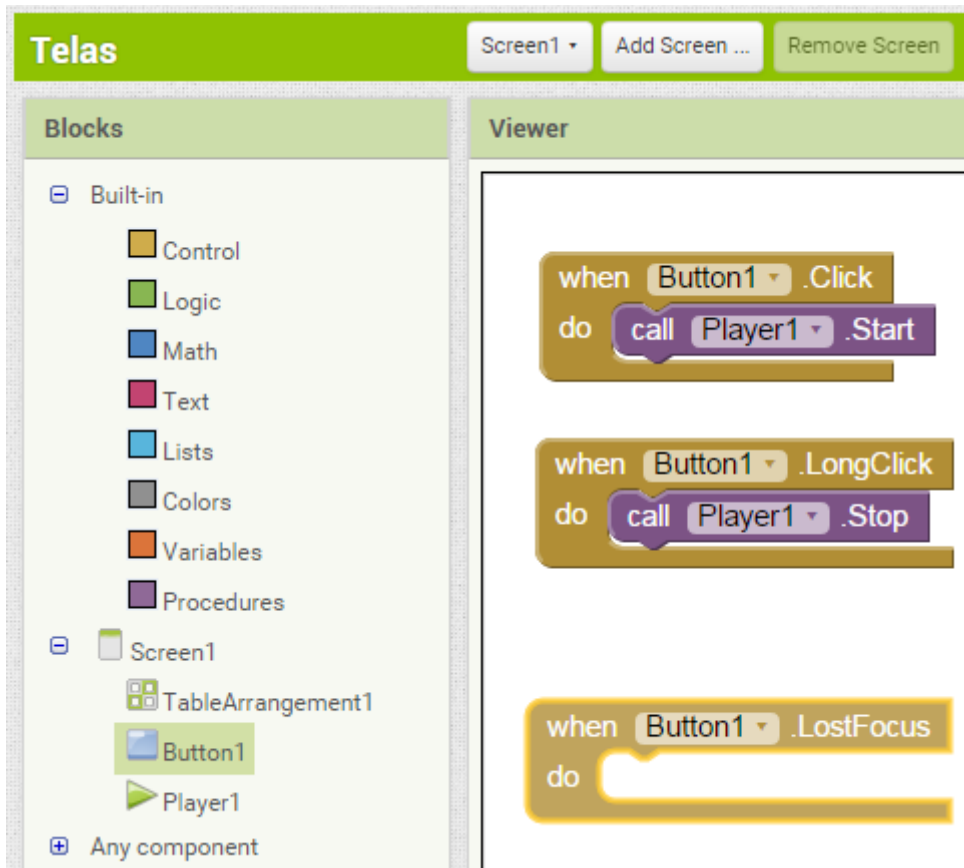 Telas
Screen1
Add Screen ...
Remove Screen
Blocks
Built-in
Control
Logic
Math
Text
Lists
Colors
Variables
Procedures
Screen1
TableArrangement1
Button1
Player1
Any component
Viewer
when Button1 .Click
do call Player1 .Start
when Button1 .LongClick
do call Player1 .Stop
when Button1 .LostFocus
do